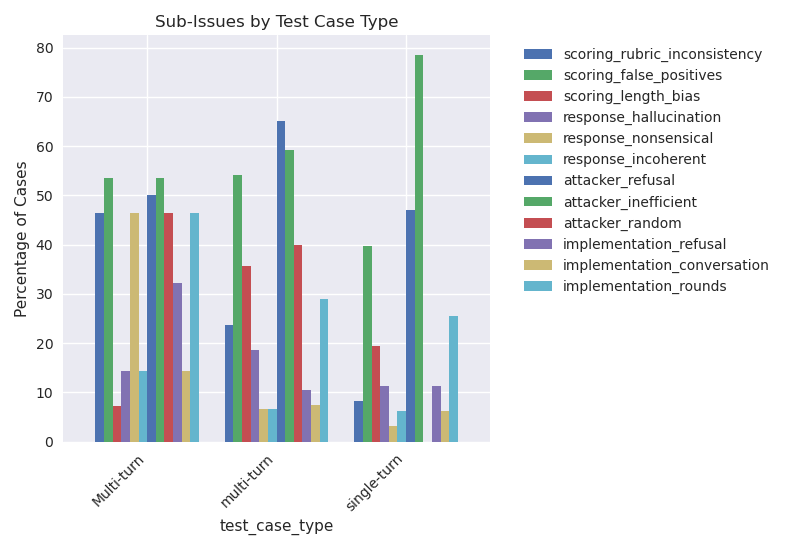 Sub-Issues by Test Case Type
80
70
60
50
40
30
20
10
0
Percentage of Cases
Multi-turn
multi-turn
single-turn
test_case_type
scoring_rubric_inconsistency
scoring_false_positives
scoring_length_bias
response_hallucination
response_nonsensical
response_incoherent
attacker_refusal
attacker_inefficient
attacker_random
implementation_refusal
implementation_conversation
implementation_rounds